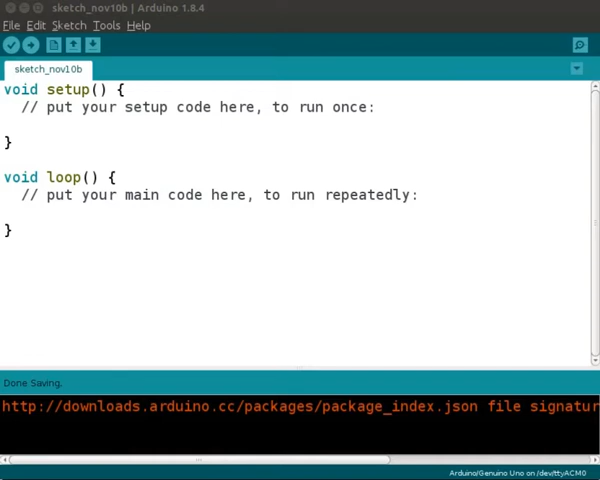 sketch_nov10b | Arduino 1.8.4
File Edit Sketch Tools Help
sketch_nov10b
void setup() {
  // put your setup code here, to run once:
}
void loop() {
  // put your main code here, to run repeatedly:
}
Done Saving.
http://downloads.arduino.cc/packages/package_index.json file signatur
Arduino/Genuino Uno on /dev/ttyACM0